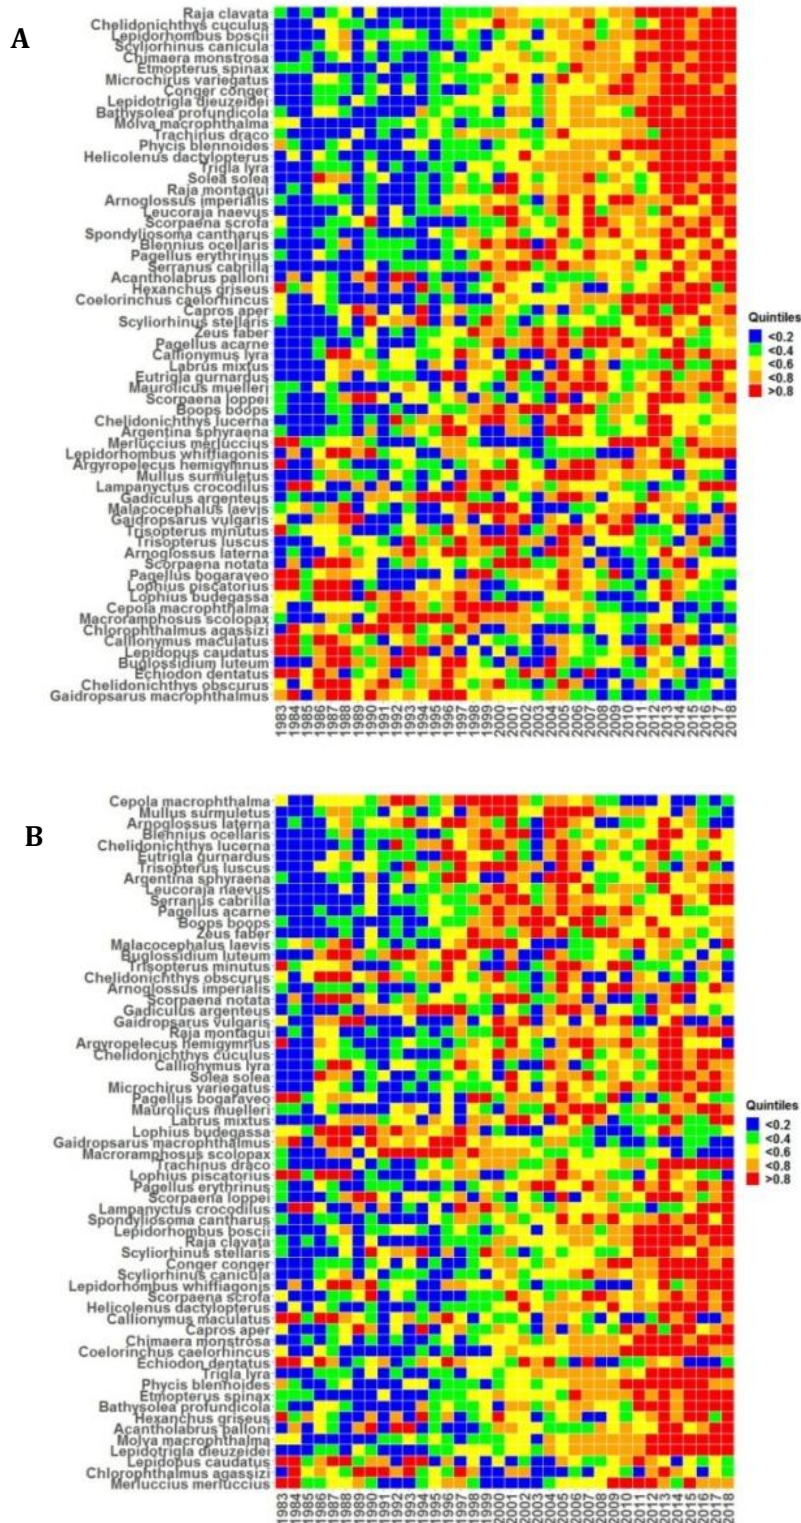 A
Raja clavata
Chelidonichthys cuculus
Lepidorhombus boscii
Scyliorhinus canicula
Chimaera monstrosa
Etmopterus spinax
Microchirus variegatus
Conger conger
Lepidotrigla dieuzeidei
Bathysolea profundicola
Molva macrophthalma
Trachinus draco
Phycis blennoides
Helicolenus dactylopterus
Trigla lyra
Solea solea
Raja montagui
Arnoglossus imperialis
Leucoraja naevus
Scorpaena scrofa
Spondyliosoma cantharus
Blennius ocellaris
Pagellus erythrinus
Serranus cabrilla
Acantholabrus palloni
Hexanchus griseus
Coelorinchus caelorhincus
Capros aper
Scyliorhinus stellaris
Zeus faber
Pagellus acarne
Callionymus lyra
Labrus mixtus
Eutrigla gurnardus
Maurolicus muelleri
Scorpaena loppei
Boops boops
Chelidonichthys lucerna
Argentina sphyraena
Merluccius merluccius
Lepidorhombus whiffiagonis
Argyropelecus hemigymnus
Mullus surmuletus
Lampanyctus crocodilus
Gadiculus argenteus
Malacocephalus laevis
Gaidropsarus vulgaris
Trisopterus minutus
Trisopterus luscus
Arnoglossus laterna
Scorpaena notata
Pagellus bogaraveo
Lophius piscatorius
Lophius budegassa
Cepola macrophthalma
Macroramphosus scolopax
Chlorophthalmus agassizi
Callionymus maculatus
Lepidopus caudatus
Buglossidium luteum
Echiodon dentatus
Chelidonichthys obscurus
Gaidropsarus macrophthalmus
1983 1984 1985 1986 1987 1988 1989 1990 1991 1992 1993 1994 1995 1996 1997 1998 1999 2000 2001 2002 2003 2004 2005 2006 2007 2008 2009 2010 2011 2012 2013 2014 2015 2016 2017 2018
Quintiles
<0.2
<0.4
<0.6
<0.8
>0.8
B
Cepola macrophthalma
Mullus surmuletus
Arnoglossus laterna
Blennius ocellaris
Chelidonichthys lucerna
Eutrigla gurnardus
Trisopterus luscus
Argentina sphyraena
Leucoraja naevus
Serranus cabrilla
Pagellus acarne
Boops boops
Zeus faber
Malacocephalus laevis
Buglossidium luteum
Trisopterus minutus
Chelidonichthys obscurus
Arnoglossus imperialis
Scorpaena notata
Gadiculus argenteus
Gaidropsarus vulgaris
Raja montagui
Argyropelecus hemigymnus
Chelidonichthys cuculus
Callionymus lyra
Solea solea
Microchirus variegatus
Pagellus bogaraveo
Maurolicus muelleri
Labrus mixtus
Lophius budegassa
Gaidropsarus macrophthalmus
Macroramphosus scolopax
Trachinus draco
Lophius piscatorius
Pagellus erythrinus
Scorpaena loppei
Lampanyctus crocodilus
Spondyliosoma cantharus
Lepidorhombus boscii
Raja clavata
Scyliorhinus stellaris
Conger conger
Scyliorhinus canicula
Lepidorhombus whiffiagonis
Scorpaena scrofa
Helicolenus dactylopterus
Callionymus maculatus
Capros aper
Chimaera monstrosa
Coelorinchus caelorhincus
Echiodon dentatus
Trigla lyra
Phycis blennoides
Etmopterus spinax
Bathysolea profundicola
Hexanchus griseus
Acantholabrus palloni
Molva macrophthalma
Lepidotrigla dieuzeidei
Lepidopus caudatus
Chlorophthalmus agassizi
Merluccius merluccius
1983 1984 1985 1986 1987 1988 1989 1990 1991 1992 1993 1994 1995 1996 1997 1998 1999 2000 2001 2002 2003 2004 2005 2006 2007 2008 2009 2010 2011 2012 2013 2014 2015 2016 2017 2018
Quintiles
<0.2
<0.4
<0.6
<0.8
>0.8